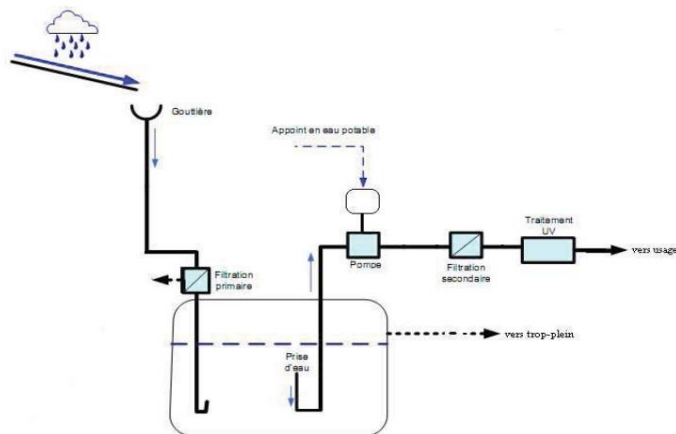 Gouttière
Appoint en eau potable
Traitement
UV
vers usage
Pompe
Filtration
secondaire
Filtration
primaire
vers trop-plein
Prise
d'eau